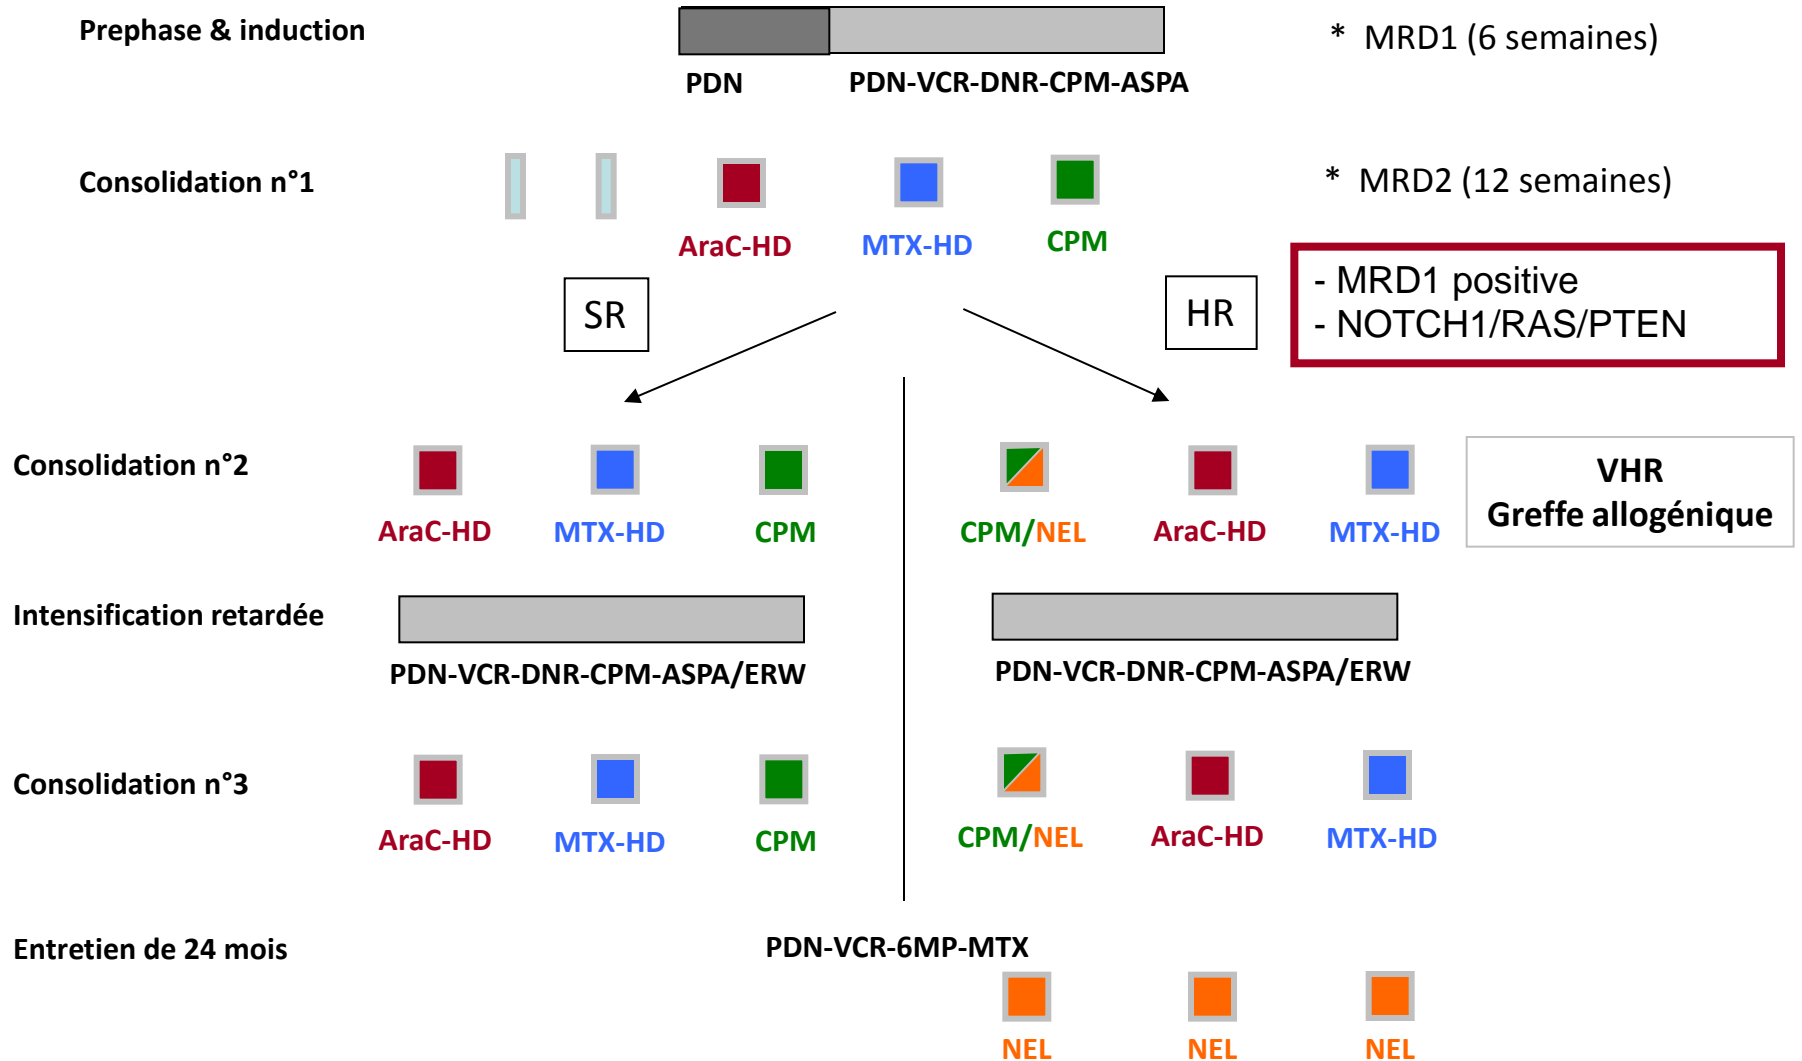 Prephase & induction
* MRD1 (6 semaines)
PDN
PDN-VCR-DNR-CPM-ASPA
Consolidation n°1
* MRD2 (12 semaines)
AraC-HD
MTX-HD
CPM
SR
HR
- MRD1 positive
- NOTCH1/RAS/PTEN
Consolidation n°2
AraC-HD
MTX-HD
CPM
CPM/NEL
AraC-HD
MTX-HD
VHR
Greffe allogénique
Intensification retardée
PDN-VCR-DNR-CPM-ASPA/ERW
PDN-VCR-DNR-CPM-ASPA/ERW
Consolidation n°3
AraC-HD
MTX-HD
CPM
CPM/NEL
AraC-HD
MTX-HD
Entretien de 24 mois
PDN-VCR-6MP-MTX
NEL
NEL
NEL